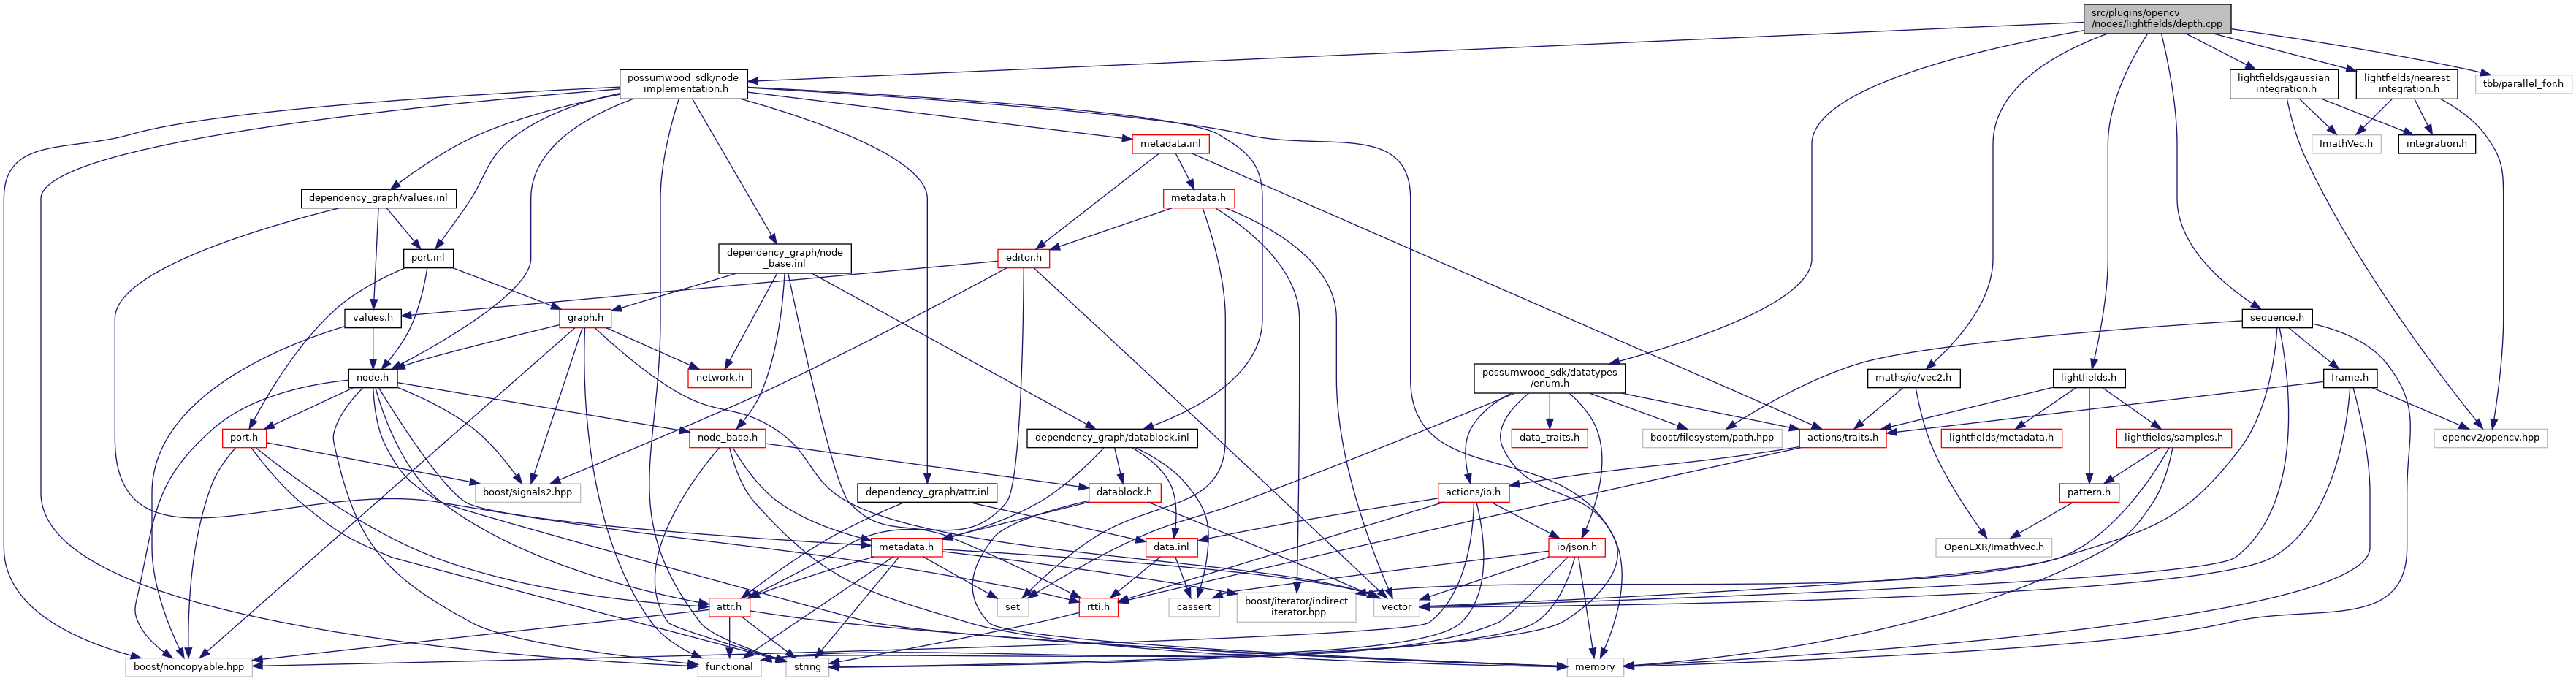 src/plugins/opencv
/nodes/lightfields/depth.cpp
possumwood_sdk/node
_implementation.h
lightfields/gaussian
_integration.h
lightfields/nearest
_integration.h
tbb/parallel_for.h
metadata.inl
ImathVec.h
integration.h
dependency_graph/values.inl
metadata.h
port.inl
dependency_graph/node
_base.inl
editor.h
values.h
graph.h
sequence.h
node.h
network.h
possumwood_sdk/datatypes
/enum.h
maths/io/vec2.h
lightfields.h
frame.h
port.h
node_base.h
dependency_graph/datablock.inl
data_traits.h
boost/filesystem/path.hpp
actions/traits.h
lightfields/metadata.h
lightfields/samples.h
opencv2/opencv.hpp
boost/signals2.hpp
dependency_graph/attr.inl
datablock.h
actions/io.h
pattern.h
metadata.h
data.inl
io/json.h
OpenEXR/ImathVec.h
attr.h
set
rtti.h
cassert
boost/iterator/indirect
_iterator.hpp
vector
boost/noncopyable.hpp
functional
string
memory